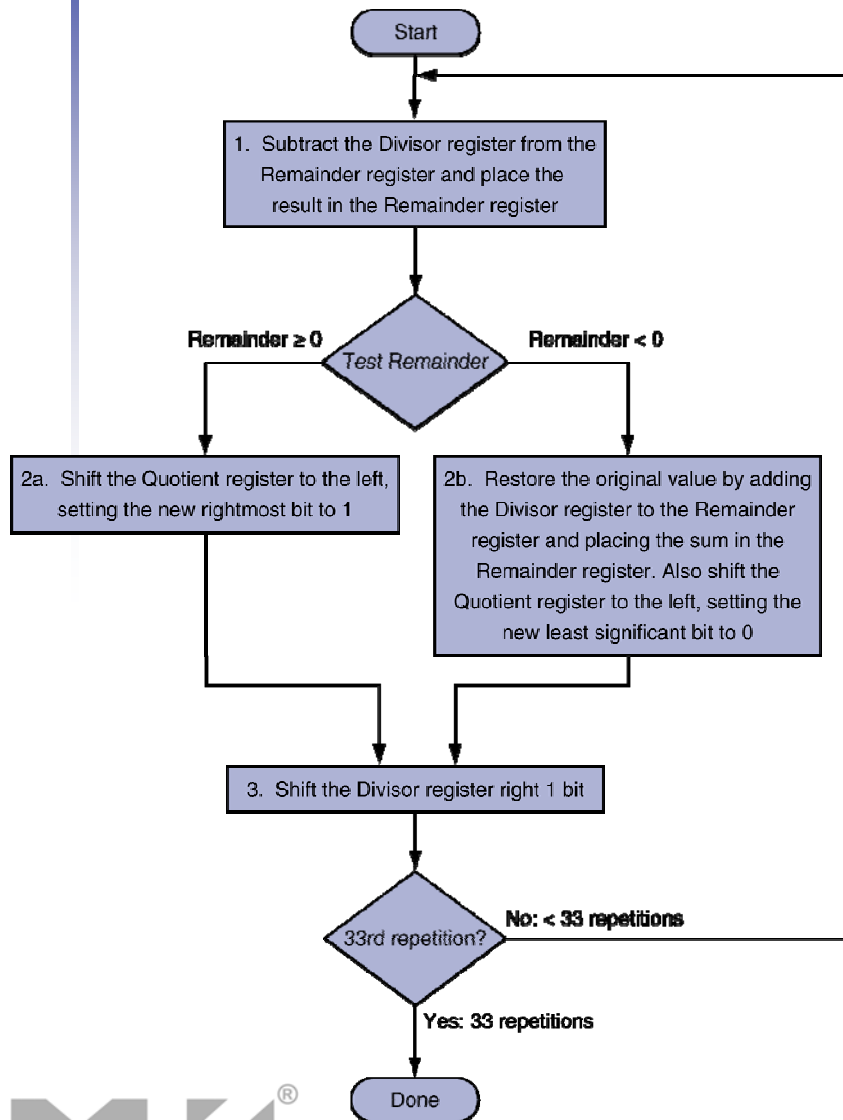 Start
1. Subtract the Divisor register from the
Remainder register and place the
result in the Remainder register
Test Remainder
Remainder ≥ 0
Remainder < 0
2a. Shift the Quotient register to the left,
setting the new rightmost bit to 1
2b. Restore the original value by adding
the Divisor register to the Remainder
register and placing the sum in the
Remainder register. Also shift the
Quotient register to the left, setting the
new least significant bit to 0
3. Shift the Divisor register right 1 bit
33rd repetition?
No: < 33 repetitions
Yes: 33 repetitions
Done
®